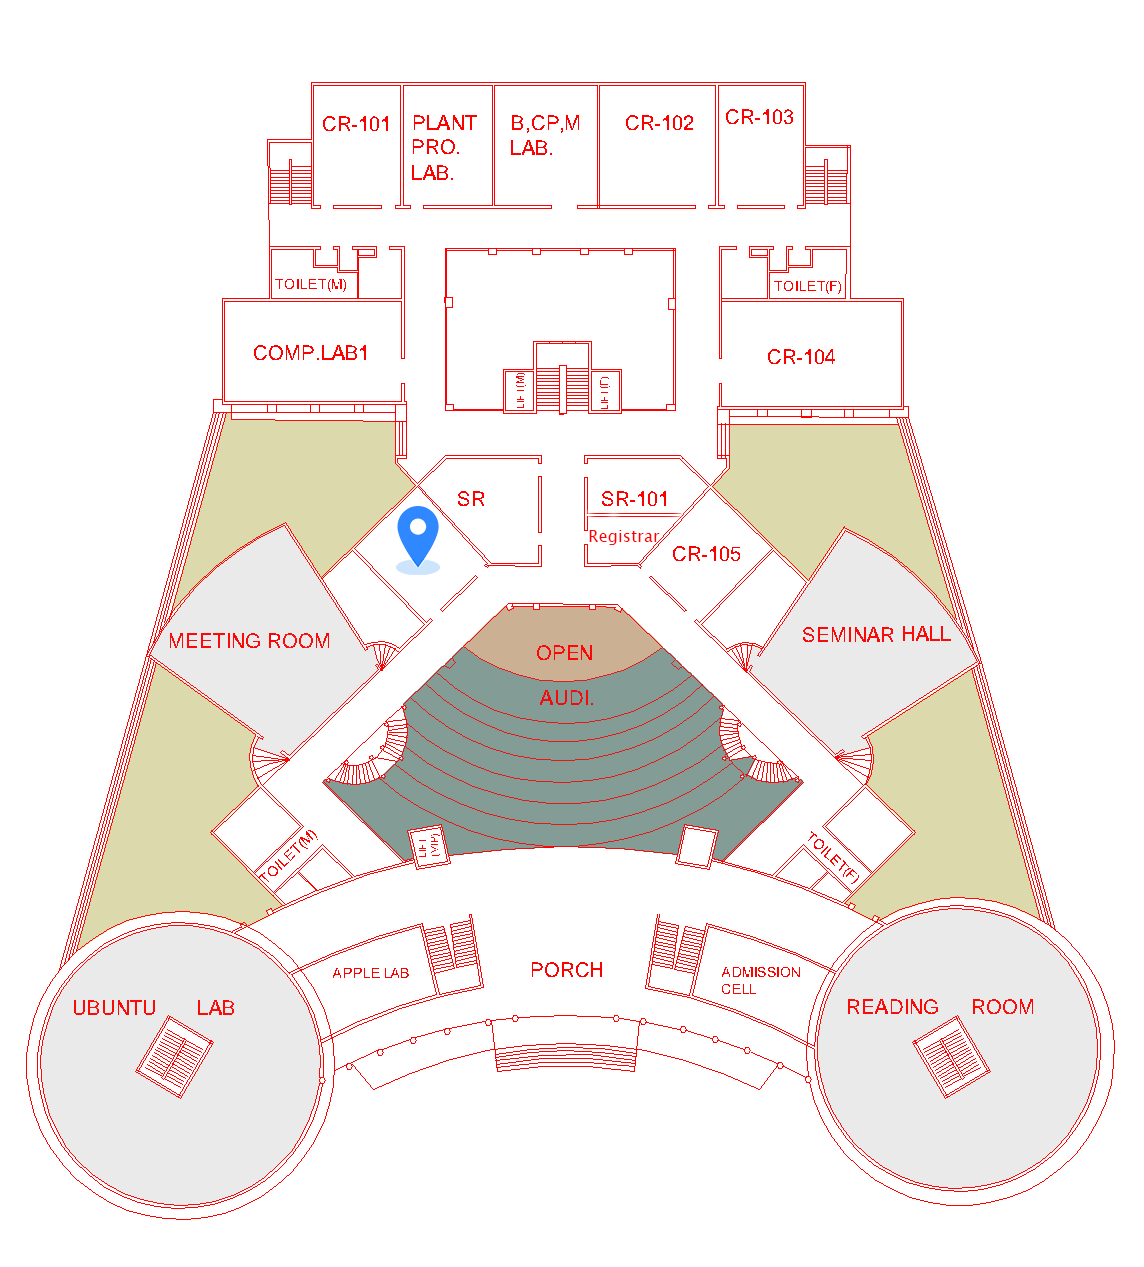 CR-101
PLANT
PRO.
LAB.
B,CP,M
LAB.
CR-102
CR-103
TOILET(M)
TOILET(F)
COMP.LAB1
LIFT(M)
LIFT(F)
CR-104
SR
SR-101
Registrar
CR-105
MEETING ROOM
SEMINAR HALL
OPEN
AUDI.
TOILET(M)
LIFT
(VIP)
TOILET(F)
APPLE LAB
PORCH
ADMISSION
CELL
UBUNTU LAB
READING ROOM